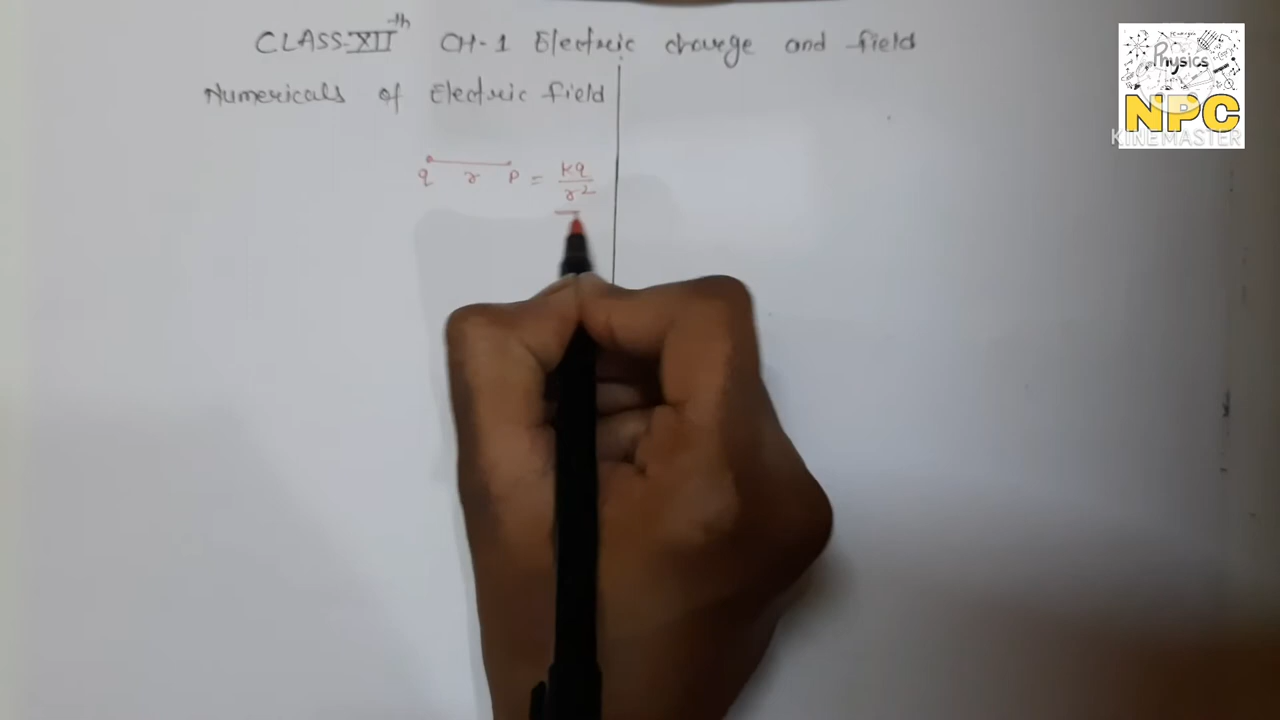 CLASS-XIIth CH-1 Electric charge and field
Numericals of Electric field
q r P = kq/r²
Physics
NPC
KINEMASTER